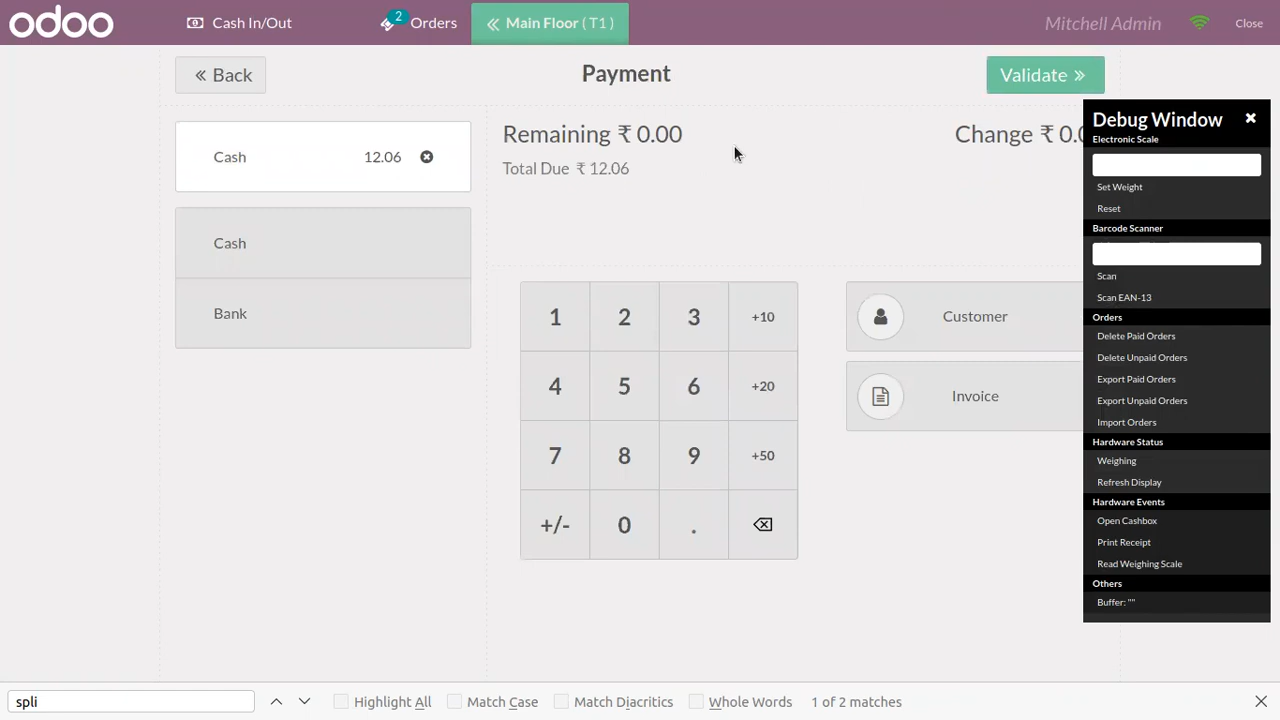 odoo
Cash In/Out
2
Orders
Main Floor ( T1 )
Mitchell Admin
Close
Back
Payment
Validate
Cash 12.06
Cash
Bank
Remaining ₹ 0.00
Total Due ₹ 12.06
Change ₹ 0.0
1 2 3 +10
4 5 6 +20
7 8 9 +50
+/- 0 .
Customer
Invoice
Debug Window
Electronic Scale
Set Weight
Reset
Barcode Scanner
Scan
Scan EAN-13
Orders
Delete Paid Orders
Delete Unpaid Orders
Export Paid Orders
Export Unpaid Orders
Import Orders
Hardware Status
Weighing
Refresh Display
Hardware Events
Open Cashbox
Print Receipt
Read Weighing Scale
Others
Buffer: ""
spli
Highlight All
Match Case
Match Diacritics
Whole Words
1 of 2 matches